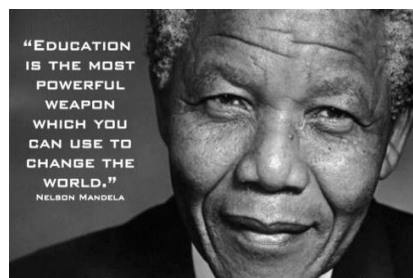 “EDUCATION
IS THE MOST
POWERFUL
WEAPON
WHICH YOU
CAN USE TO
CHANGE THE
WORLD.”
NELSON MANDELA